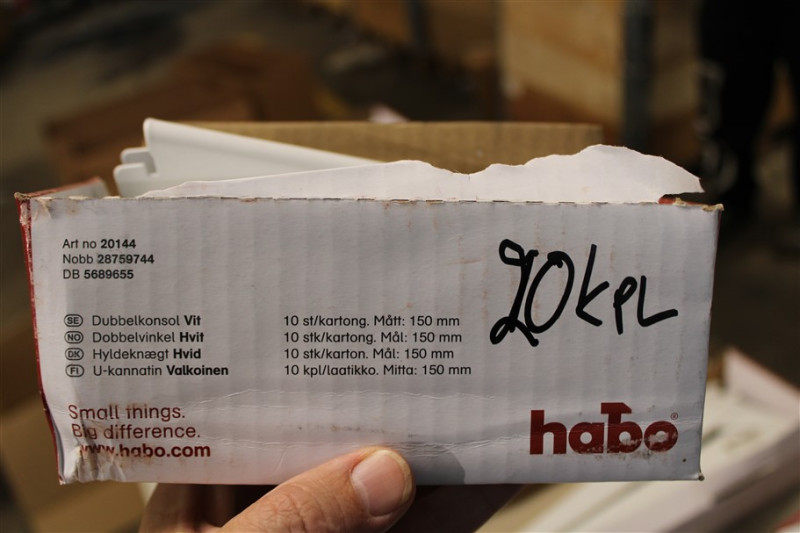 Art no 20144
Nobb 28759744
DB 5689655
20 kpl
SE Dubbelkonsol Vit 10 st/kartong. Mått: 150 mm
NO Dobbelvinkel Hvit 10 stk/kartong. Mål: 150 mm
DK Hyldeknægt Hvid 10 stk/karton. Mål: 150 mm
FI U-kannatin Valkoinen 10 kpl/laatikko. Mitta: 150 mm
Small things.
Big difference.
www.habo.com
habo®